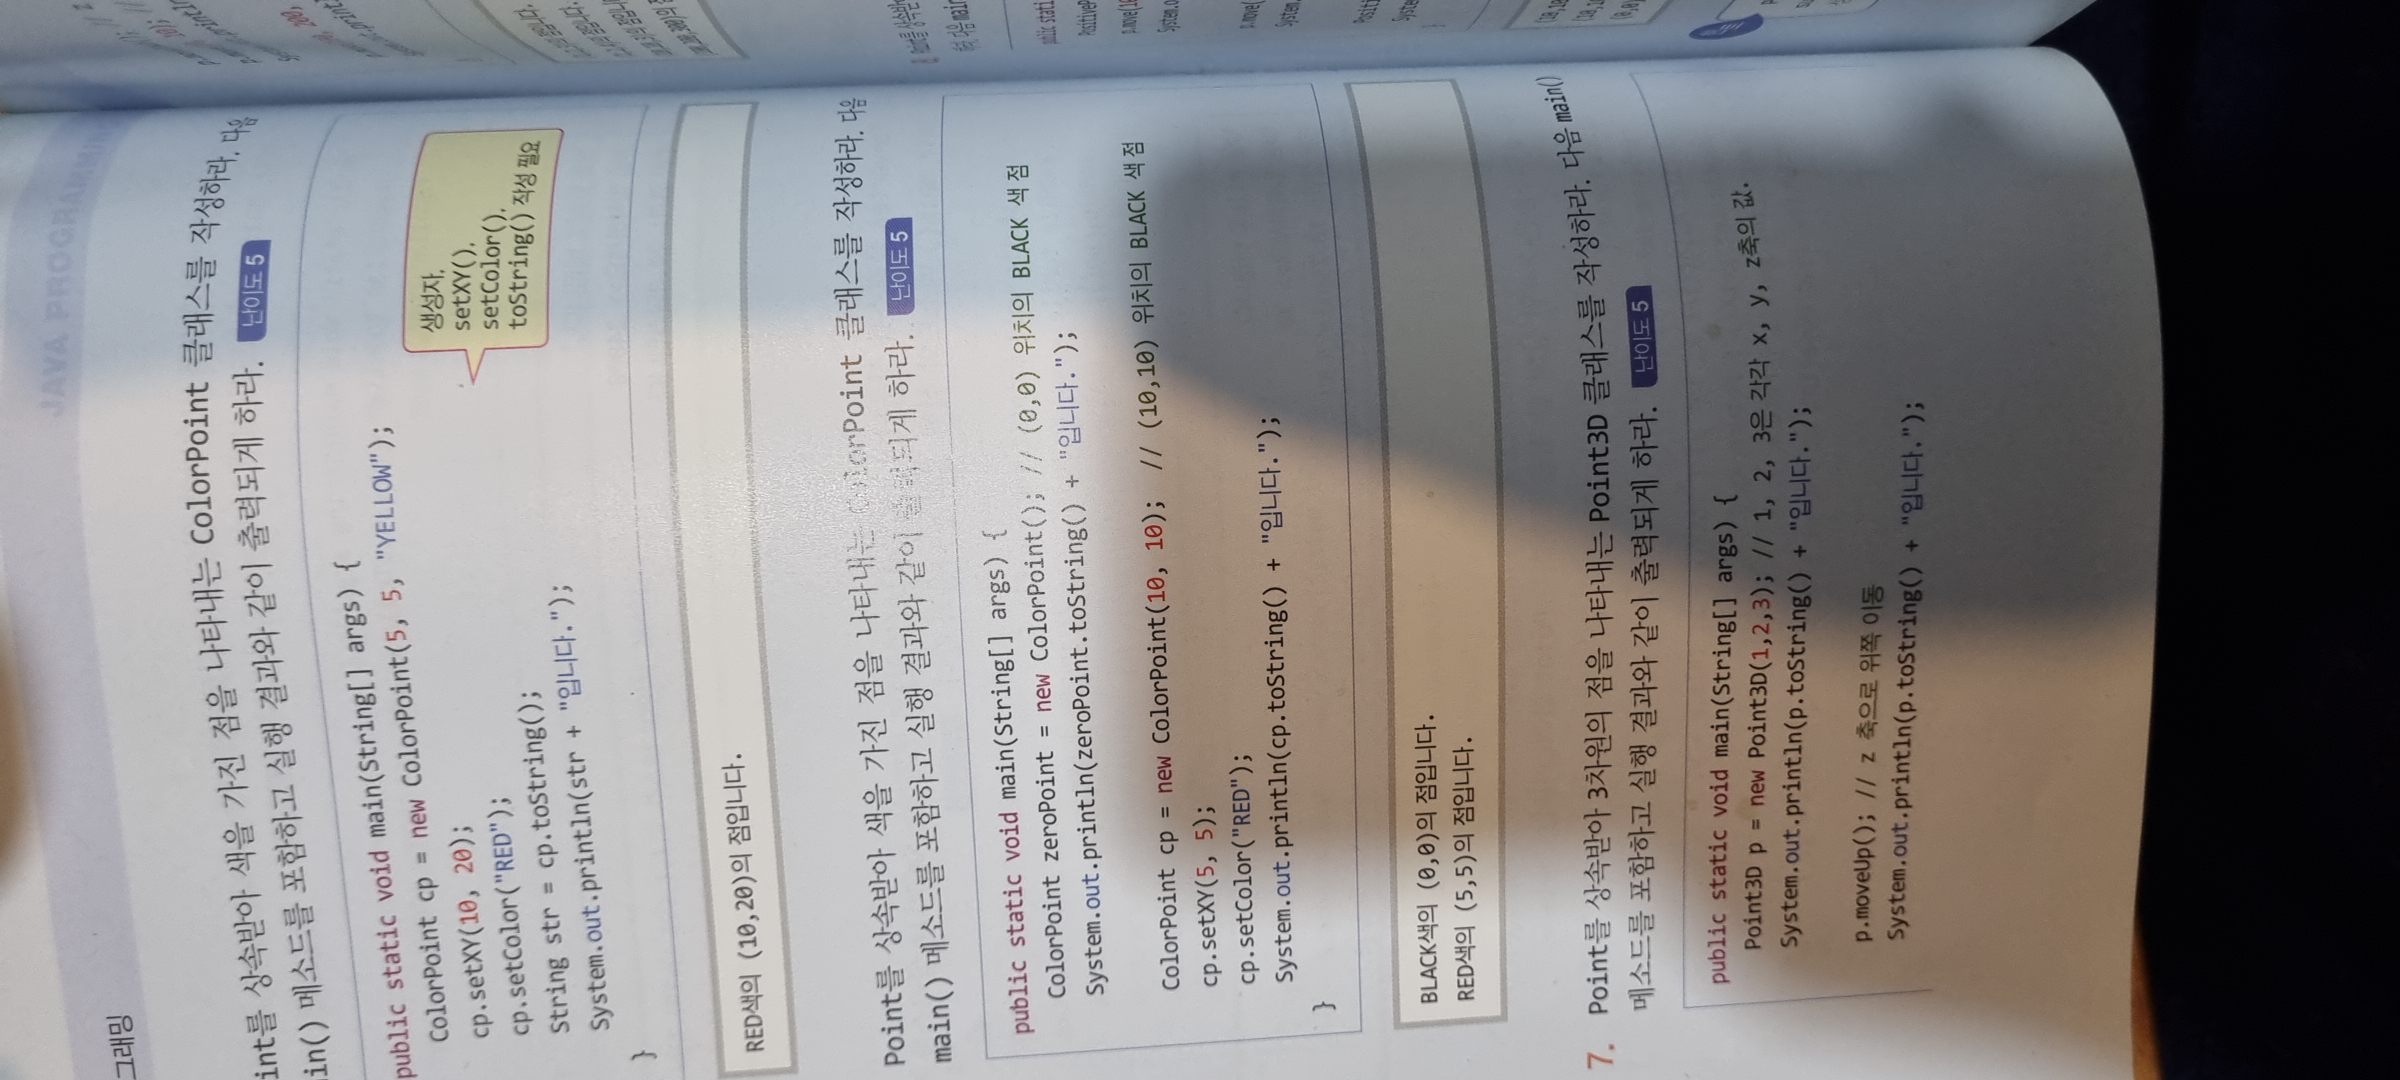 JAVA PROGRAMMING
그래밍
int를 상속받아 색을 가진 점을 나타내는 ColorPoint 클래스를 작성하라. 다음
in() 메소드를 포함하고 실행 결과와 같이 출력되게 하라. 난이도 5
public static void main(String[] args) {
ColorPoint cp = new ColorPoint(5, 5, "YELLOW");
cp.setXY(10, 20);
cp.setColor("RED");
String str = cp.toString();
System.out.println(str + "입니다.");
}
생성자,
setXY(),
setColor(),
toString() 작성 필요
RED색의 (10,20)의 점입니다.
Point를 상속받아 색을 가진 점을 나타내는 ColorPoint 클래스를 작성하라. 다음
main() 메소드를 포함하고 실행 결과와 같이 출력되게 하라. 난이도 5
public static void main(String[] args) {
ColorPoint zeroPoint = new ColorPoint(); // (0,0) 위치의 BLACK 색 점
System.out.println(zeroPoint.toString() + "입니다.");
ColorPoint cp = new ColorPoint(10, 10); // (10,10) 위치의 BLACK 색 점
cp.setXY(5, 5);
cp.setColor("RED");
System.out.println(cp.toString() + "입니다.");
}
BLACK색의 (0,0)의 점입니다.
RED색의 (5,5)의 점입니다.
7. Point를 상속받아 3차원의 점을 나타내는 Point3D 클래스를 작성하라. 다음 main()
메소드를 포함하고 실행 결과와 같이 출력되게 하라. 난이도 5
public static void main(String[] args) {
Point3D p = new Point3D(1,2,3); // 1, 2, 3은 각각 x, y, z축의 값.
System.out.println(p.toString() + "입니다.");
p.moveUp(); // z 축으로 위쪽 이동
System.out.println(p.toString() + "입니다.");